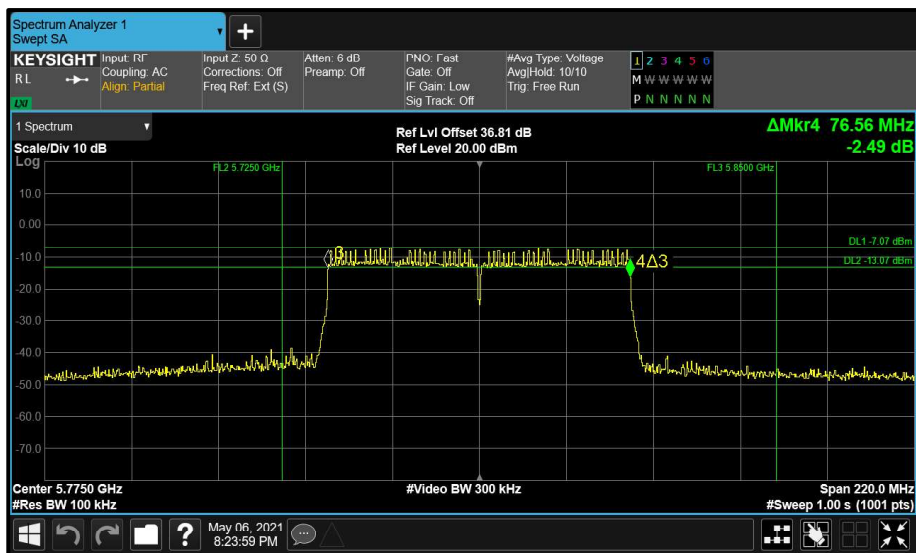 Spectrum Analyzer 1
Swept SA
+
KEYSIGHT
RL
LXI
Input: RF
Coupling: AC
Align: Partial
Input Z: 50 Ω
Corrections: Off
Freq Ref: Ext (S)
Atten: 6 dB
Preamp: Off
PNO: Fast
Gate: Off
IF Gain: Low
Sig Track: Off
#Avg Type: Voltage
Avg|Hold: 10/10
Trig: Free Run
1 2 3 4 5 6
M W W W W W
P N N N N N
1 Spectrum
Scale/Div 10 dB
Ref Lvl Offset 36.81 dB
Ref Level 20.00 dBm
ΔMkr4 76.56 MHz
-2.49 dB
Log
FL2 5.7250 GHz
FL3 5.8500 GHz
10.0
0.00
DL1 -7.07 dBm
-10.0
3
4Δ3
DL2 -13.07 dBm
-20.0
-30.0
-40.0
-50.0
-60.0
-70.0
Center 5.7750 GHz
#Video BW 300 kHz
Span 220.0 MHz
#Res BW 100 kHz
#Sweep 1.00 s (1001 pts)
?
May 06, 2021
8:23:59 PM